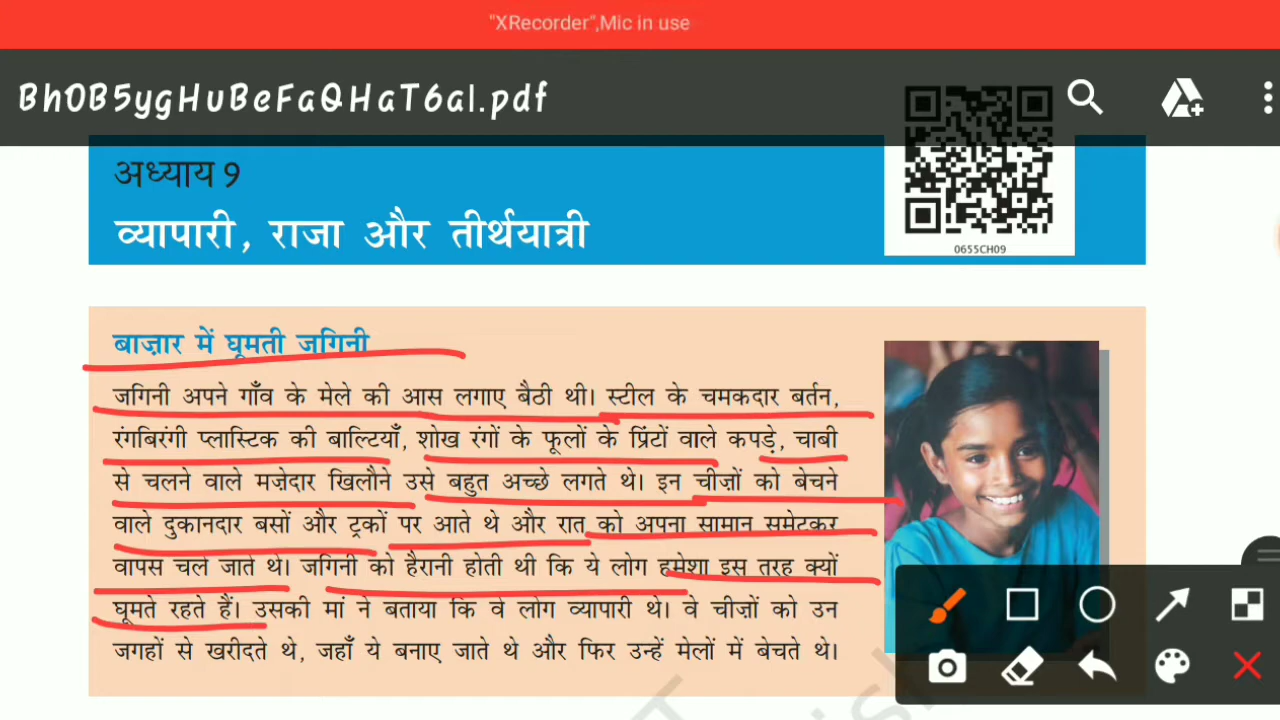 "XRecorder",Mic in use
BhOB5ygHuBeFaQHaT6al.pdf
अध्याय 9
व्यापारी, राजा और तीर्थयात्री
0655CH09
बाज़ार में घूमती जगिनी
जगिनी अपने गाँव के मेले की आस लगाए बैठी थी। स्टील के चमकदार बर्तन,
रंगबिरंगी प्लास्टिक की बाल्टियाँ, शोख रंगों के फूलों के प्रिंटों वाले कपड़े, चाबी
से चलने वाले मज़ेदार खिलौने उसे बहुत अच्छे लगते थे। इन चीज़ों को बेचने
वाले दुकानदार बसों और ट्रकों पर आते थे और रात को अपना सामान समेटकर
वापस चले जाते थे। जगिनी को हैरानी होती थी कि ये लोग हमेशा इस तरह क्यों
घूमते रहते हैं। उसकी मां ने बताया कि वे लोग व्यापारी थे। वे चीज़ों को उन
जगहों से खरीदते थे, जहाँ ये बनाए जाते थे और फिर उन्हें मेलों में बेचते थे।